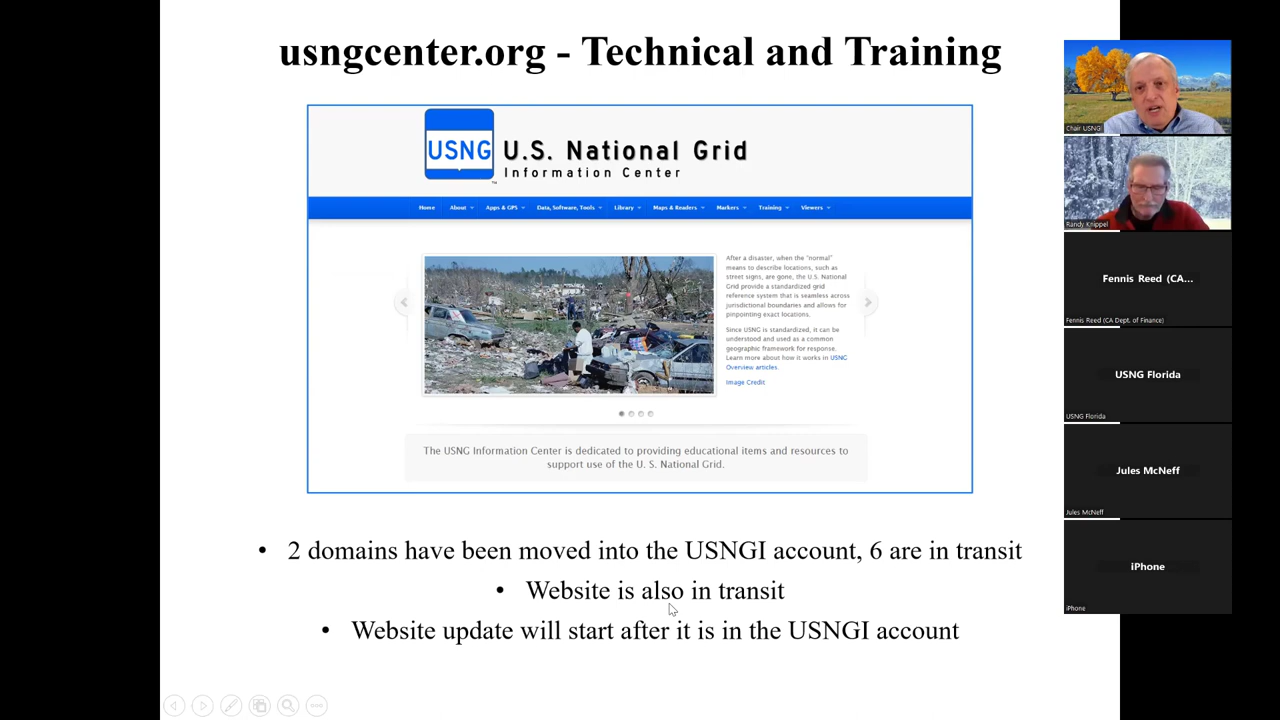 usngcenter.org - Technical and Training
USNG
U.S. National Grid
Information Center
Home About Apps & GPS Data, Software, Tools Library Maps & Readers Markers Training Viewers
After a disaster, when the "normal"
means to describe locations, such as
street signs, are gone, the U.S. National
Grid provide a standardized grid
reference system that is seamless across
jurisdictional boundaries and allows for
pinpointing exact locations.
Since USNG is standardized, it can be
understood and used as a common
geographic framework for response.
Learn more about how it works in USNG
Overview articles.
Image Credit
The USNG Information Center is dedicated to providing educational items and resources to
support use of the U. S. National Grid.
• 2 domains have been moved into the USNGI account, 6 are in transit
• Website is also in transit
• Website update will start after it is in the USNGI account
Chair USNGI
Randy Knippel
Fennis Reed (CA...
Fennis Reed (CA Dept. of Finance)
USNG Florida
USNG Florida
Jules McNeff
Jules McNeff
iPhone
iPhone